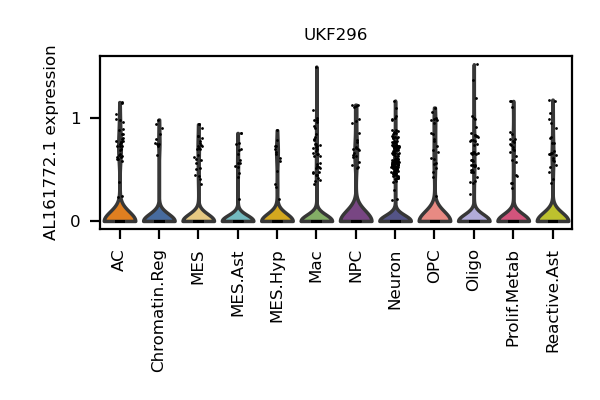 UKF296
AL161772.1 expression
1
0
AC
Chromatin.Reg
MES
MES.Ast
MES.Hyp
Mac
NPC
Neuron
OPC
Oligo
Prolif.Metab
Reactive.Ast